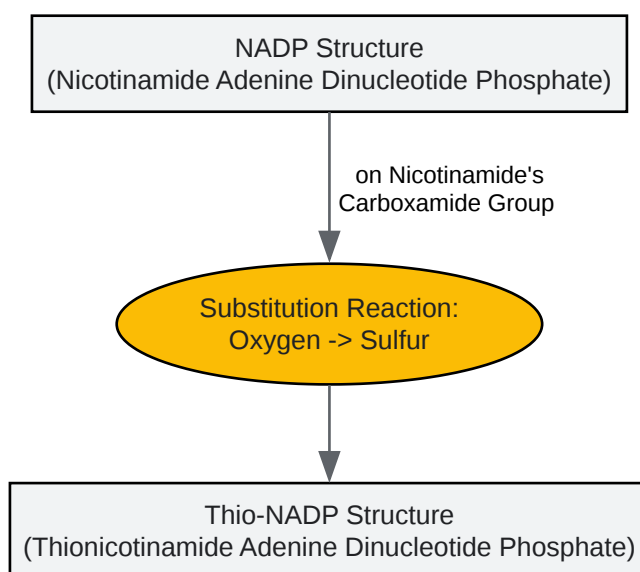 NADP Structure
(Nicotinamide Adenine Dinucleotide Phosphate)
on Nicotinamide's
Carboxamide Group
Substitution Reaction:
Oxygen -> Sulfur
Thio-NADP Structure
(Thionicotinamide Adenine Dinucleotide Phosphate)